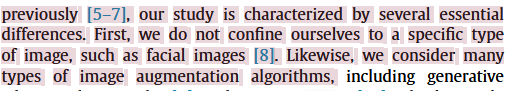 previously [5–7], our study is characterized by several essential
differences. First, we do not confine ourselves to a specific type
of image, such as facial images [8]. Likewise, we consider many
types of image augmentation algorithms, including generative